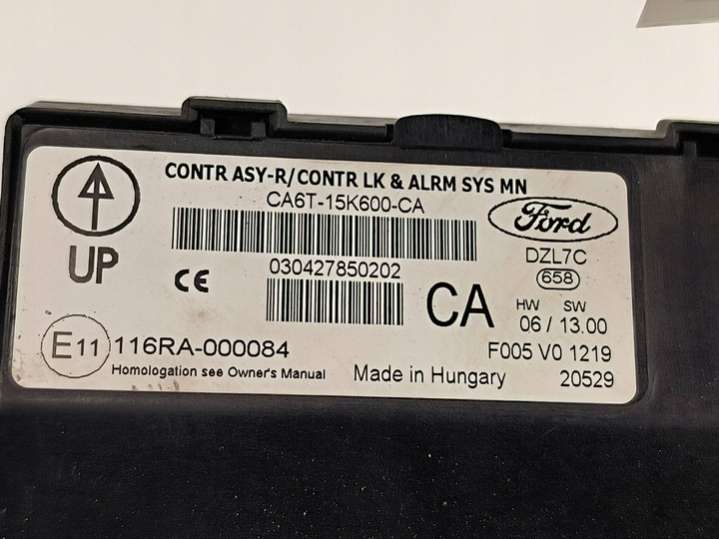 CONTR ASY-R/CONTR LK & ALRM SYS MN
CA6T-15K600-CA
Ford
UP
CE
030427850202
CA
DZL7C
658
HW SW
06 / 13.00
E11 116RA-000084
F005 V0 1219
Homologation see Owner's Manual
Made in Hungary
20529